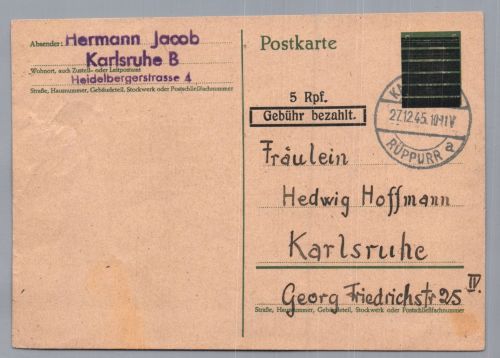 Absender: Hermann Jacob
Karlsruhe B
Wohnort, auch Zustell- oder Leitpostamt
Heidelbergerstrasse 4
Straße, Hausnummer, Gebäudeteil, Stockwerk oder Postschließfachnummer
Postkarte
5 Rpf.
Gebühr bezahlt.
27.12.45. 10-11V
RÜPPURR a
Fräulein
Hedwig Hoffmann
Karlsruhe
Georg Friedrichstr 25 IV.
Straße, Hausnummer, Gebäudeteil, Stockwerk oder Postschließfachnummer